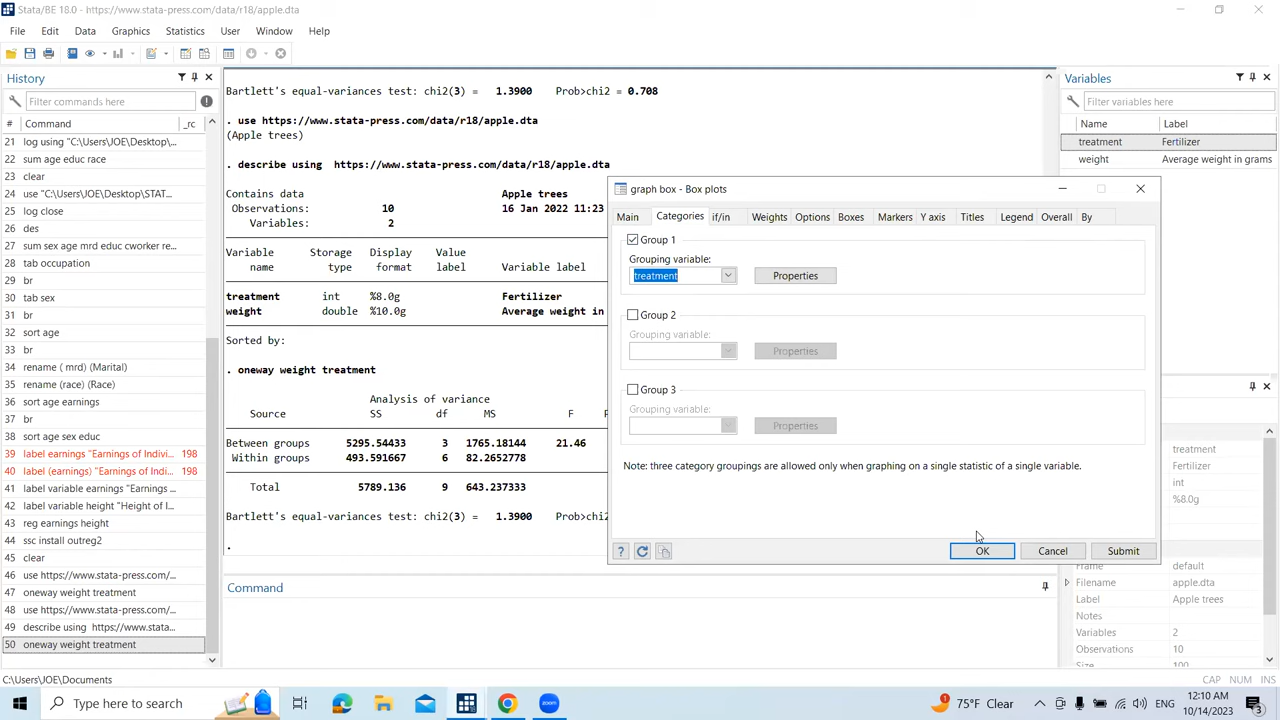 Stata/BE 18.0 - https://www.stata-press.com/data/r18/apple.dta
File Edit Data Graphics Statistics User Window Help
History
Filter commands here
# Command _rc
21 log using "C:\Users\JOE\Desktop\...
22 sum age educ race
23 clear
24 use "C:\Users\JOE\Desktop\STAT...
25 log close
26 des
27 sum sex age mrd educ cworker re...
28 tab occupation
29 br
30 tab sex
31 br
32 sort age
33 br
34 rename ( mrd) (Marital)
35 rename (race) (Race)
36 sort age earnings
37 br
38 sort age sex educ
39 label earnings "Earnings of Indivi... 198
40 label (earnings) "Earnings of Indi... 198
41 label variable earnings "Earnings ...
42 label variable height "Height of I...
43 reg earnings height
44 ssc install outreg2
45 clear
46 use https://www.stata-press.com/...
47 oneway weight treatment
48 use https://www.stata-press.com/...
49 describe using https://www.stata...
50 oneway weight treatment
Bartlett's equal-variances test: chi2(3) = 1.3900 Prob>chi2 = 0.708
. use https://www.stata-press.com/data/r18/apple.dta
(Apple trees)
. describe using https://www.stata-press.com/data/r18/apple.dta
Contains data Apple trees
Observations: 10 16 Jan 2022 11:23
Variables: 2
Variable Storage Display Value
name type format label Variable label
treatment int %8.0g Fertilizer
weight double %10.0g Average weight in
Sorted by:
. oneway weight treatment
Analysis of variance
Source SS df MS F
Between groups 5295.54433 3 1765.18144 21.46
Within groups 493.591667 6 82.2652778
Total 5789.136 9 643.237333
Bartlett's equal-variances test: chi2(3) = 1.3900 Prob>chi2
.
Command
Variables
Filter variables here
Name Label
treatment Fertilizer
weight Average weight in grams
graph box - Box plots
Main Categories if/in Weights Options Boxes Markers Y axis Titles Legend Overall By
Group 1
Grouping variable:
treatment Properties
Group 2
Grouping variable:
Properties
Group 3
Grouping variable:
Properties
Note: three category groupings are allowed only when graphing on a single statistic of a single variable.
? OK Cancel Submit
treatment
Fertilizer
int
%8.0g
Frame default
Filename apple.dta
Label Apple trees
Notes
Variables 2
Observations 10
Size 100
C:\Users\JOE\Documents
CAP NUM INS
Type here to search
zoom
1 75°F Clear
ENG
12:10 AM
10/14/2023
3